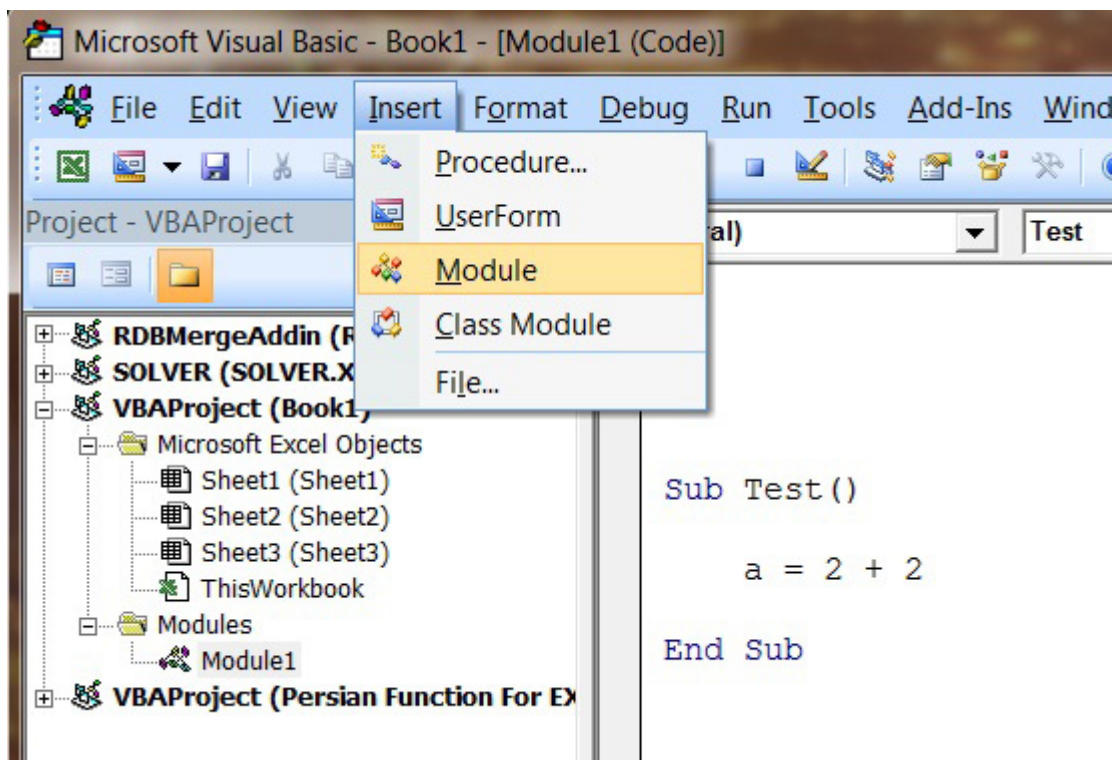 Microsoft Visual Basic - Book1 - [Module1 (Code)]
File Edit View Insert Format Debug Run Tools Add-Ins Wind
Procedure...
UserForm
Module
Class Module
File...
Project - VBAProject
al) Test
RDBMergeAddin (R
SOLVER (SOLVER.X
VBAProject (Book1)
Microsoft Excel Objects
Sheet1 (Sheet1)
Sheet2 (Sheet2)
Sheet3 (Sheet3)
ThisWorkbook
Modules
Module1
VBAProject (Persian Function For EX
Sub Test()
a = 2 + 2
End Sub